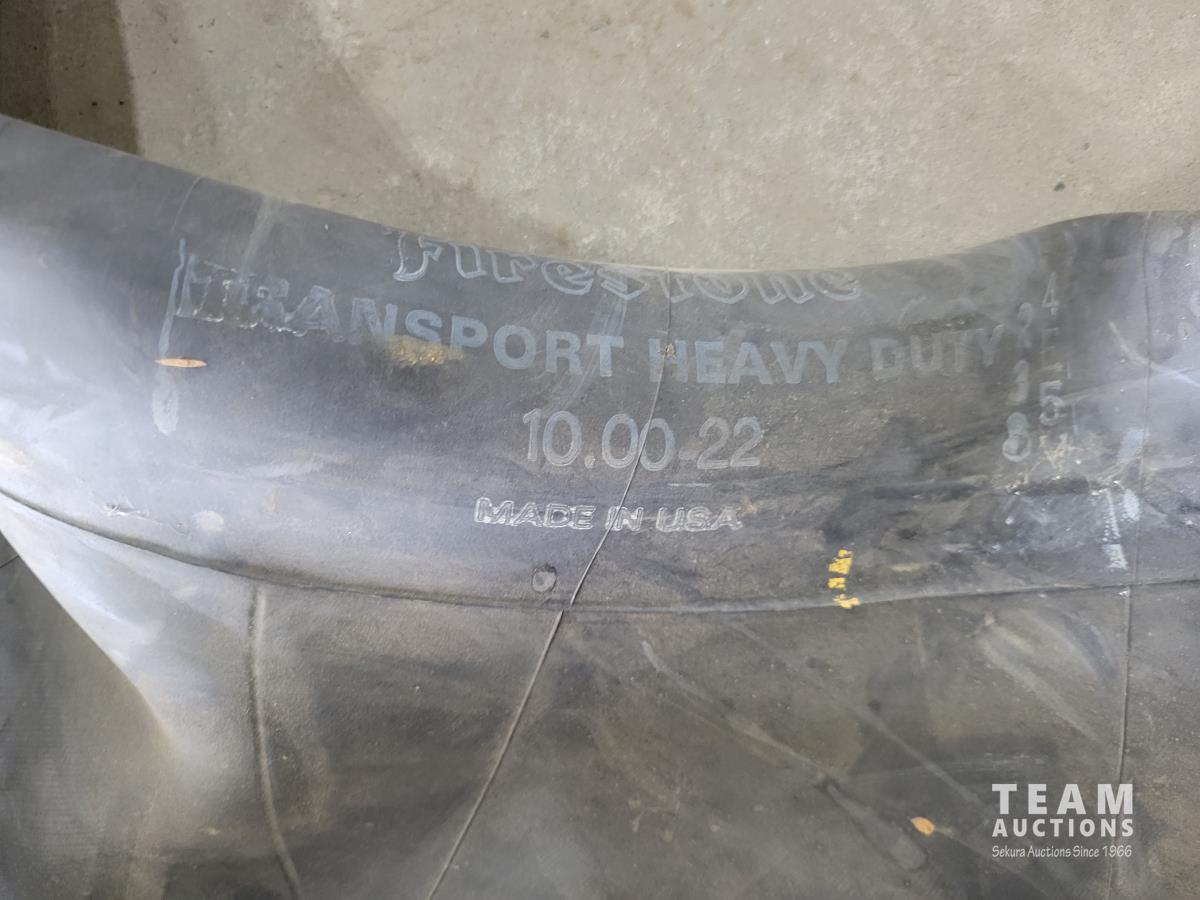 Firestone
TRANSPORT HEAVY DUTY
10.00-22
MADE IN USA
TEAM
AUCTIONS
Sekura Auctions Since 1966